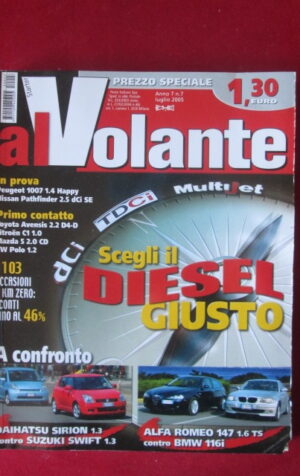 PREZZO SPECIALE
Anno 7 n.7
luglio 2005
1,30
EURO
alVolante
in prova
Peugeot 1007 1.4 Happy
Nissan Pathfinder 2.5 dCi SE
Primo contatto
Toyota Avensis 2.2 D4-D
Citroën C1 1.0
Mazda 5 2.0 CD
VW Polo 1.2
dCi TDCi MultiJet
Scegli il
DIESEL
GIUSTO
103
OCCASIONI
KM ZERO:
SCONTI
FINO AL 46%
A confronto
DAIHATSU SIRION 1.3
contro SUZUKI SWIFT 1.3
ALFA ROMEO 147 1.6 TS
contro BMW 116i